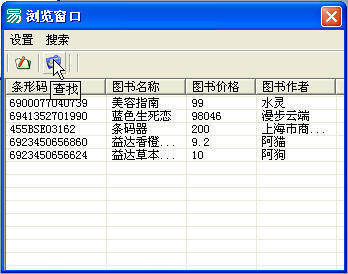 浏览窗口
设置 搜索
条形码 图书名称 图书价格 图书作者
查找
6900077040739 美容指南 99 水灵
6941352701990 蓝色生死恋 98046 漫步云端
455BSE03162 条码器 200 上海市商...
6923450656860 益达香橙... 9.2 阿猫
6923450656624 益达草本... 10 阿狗